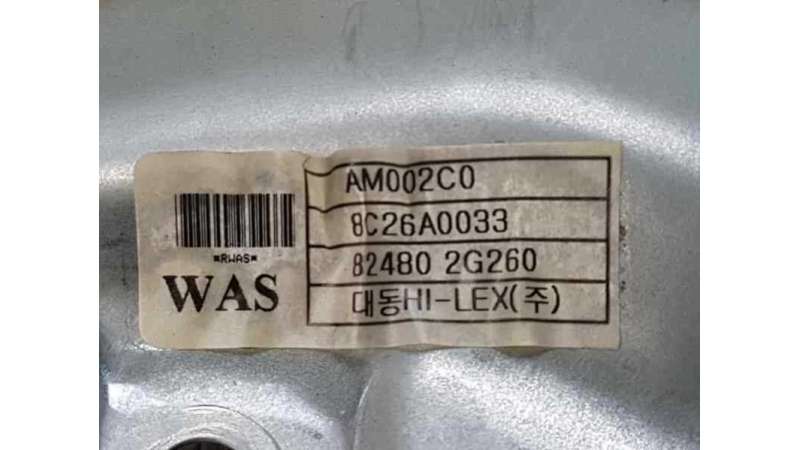 AM002C0
8C26A0033
*RWAS*
82480 2G260
WAS
대동HI-LEX(주)